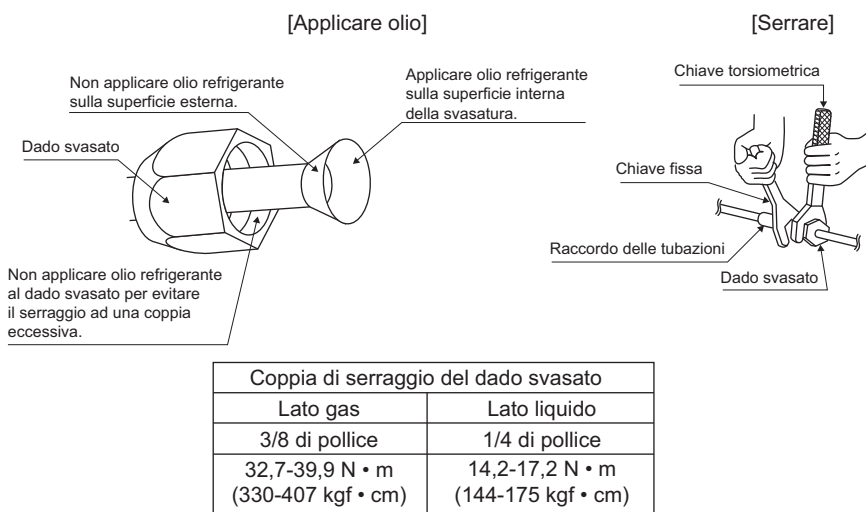 [Applicare olio]
Non applicare olio refrigerante
sulla superficie esterna.
Applicare olio refrigerante
sulla superficie interna
della svasatura.
Dado svasato
Non applicare olio refrigerante
al dado svasato per evitare
il serraggio ad una coppia
eccessiva.
[Serrare]
Chiave torsiometrica
Chiave fissa
Raccordo delle tubazioni
Dado svasato
Coppia di serraggio del dado svasato
Lato gas Lato liquido
3/8 di pollice 1/4 di pollice
32,7-39,9 N • m 14,2-17,2 N • m
(330-407 kgf • cm) (144-175 kgf • cm)